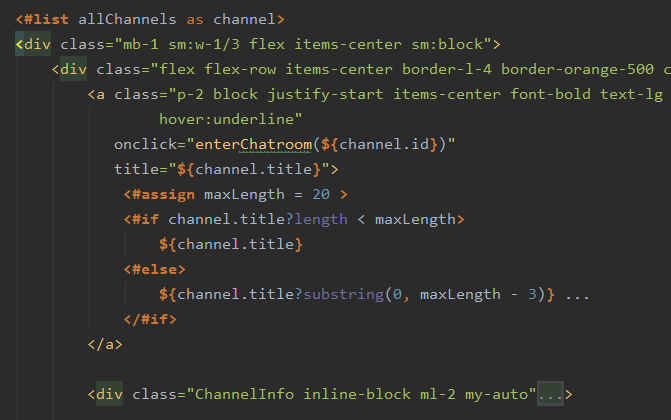 <#list allChannels as channel>
<div class="mb-1 sm:w-1/3 flex items-center sm:block">
<div class="flex flex-row items-center border-l-4 border-orange-500 c
<a class="p-2 block justify-start items-center font-bold text-lg
hover:underline"
onclick="enterChatroom(${channel.id})"
title="${channel.title}">
<#assign maxLength = 20 >
<#if channel.title?length < maxLength>
${channel.title}
<#else>
${channel.title?substring(0, maxLength - 3)} ...
</#if>
</a>
<div class="ChannelInfo inline-block ml-2 my-auto"...>